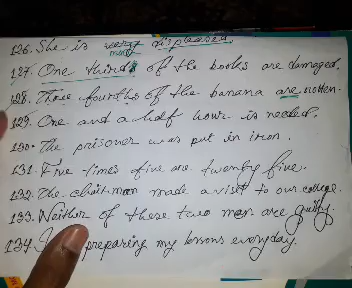 126. She is very much displeased.
127. One third of the books are damaged.
128. Three fourths of the banana are rotten.
129. One and a half hour is needed.
130. The prisoner was put in iron.
131. Five times five are twenty five.
132. The chairman made a visit to our college.
133. Neither of these two men are guilty.
134. preparing my lessons everyday.